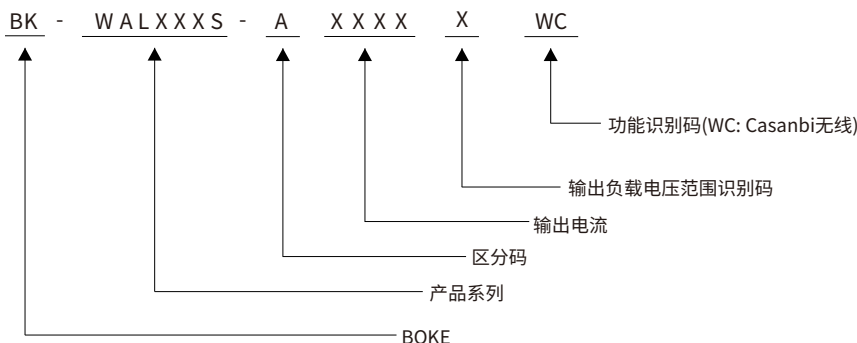 BK - WALXXXS - A XXXX X WC
功能识别码(WC: Casanbi无线)
输出负载电压范围识别码
输出电流
区分码
产品系列
BOKE